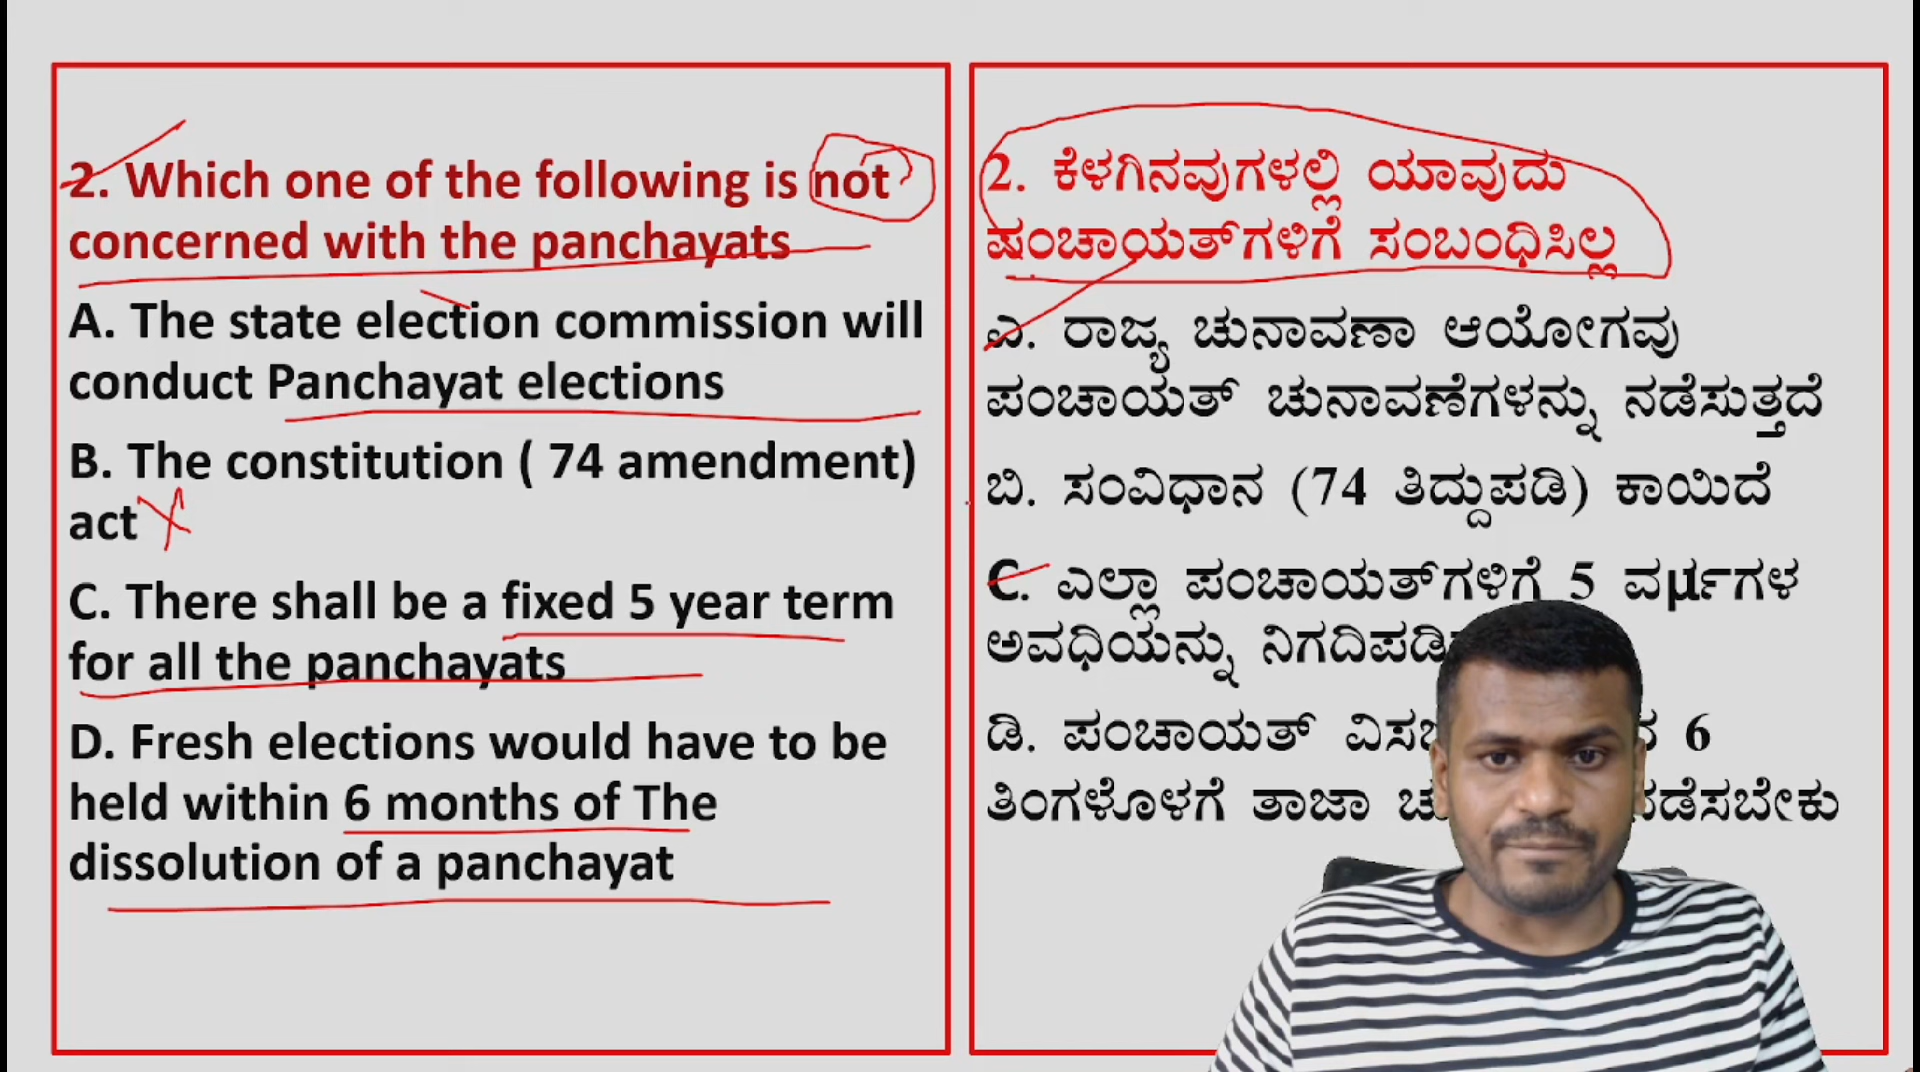 2. Which one of the following is not
concerned with the panchayats
A. The state election commission will
conduct Panchayat elections
B. The constitution ( 74 amendment)
act
C. There shall be a fixed 5 year term
for all the panchayats
D. Fresh elections would have to be
held within 6 months of The
dissolution of a panchayat
2. ಕೆಳಗಿನವುಗಳಲ್ಲಿ ಯಾವುದು
ಷಂಚಾಯತ್‌ಗಳಿಗೆ ಸಂಬಂಧಿಸಿಲ್ಲ
ಎ. ರಾಜ್ಯ ಚುನಾವಣಾ ಆಯೋಗವು
ಪಂಚಾಯತ್ ಚುನಾವಣೆಗಳನ್ನು ನಡೆಸುತ್ತದೆ
ಬಿ. ಸಂವಿಧಾನ (74 ತಿದ್ದುಪಡಿ) ಕಾಯಿದೆ
C. ಎಲ್ಲಾ ಪಂಚಾಯತ್‌ಗಳಿಗೆ 5
ಅವಧಿಯನ್ನು
ಡಿ. ಪಂಚಾಯತ್ 6
ತಿಂಗಳೊಳಗೆ ತಾಜಾ